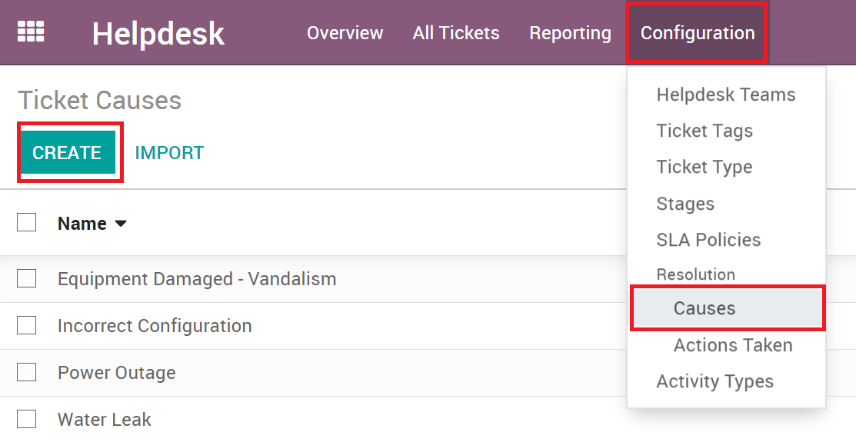 Helpdesk Overview All Tickets Reporting Configuration
Ticket Causes
CREATE IMPORT
Name
Equipment Damaged - Vandalism
Incorrect Configuration
Power Outage
Water Leak
Helpdesk Teams
Ticket Tags
Ticket Type
Stages
SLA Policies
Resolution
Causes
Actions Taken
Activity Types